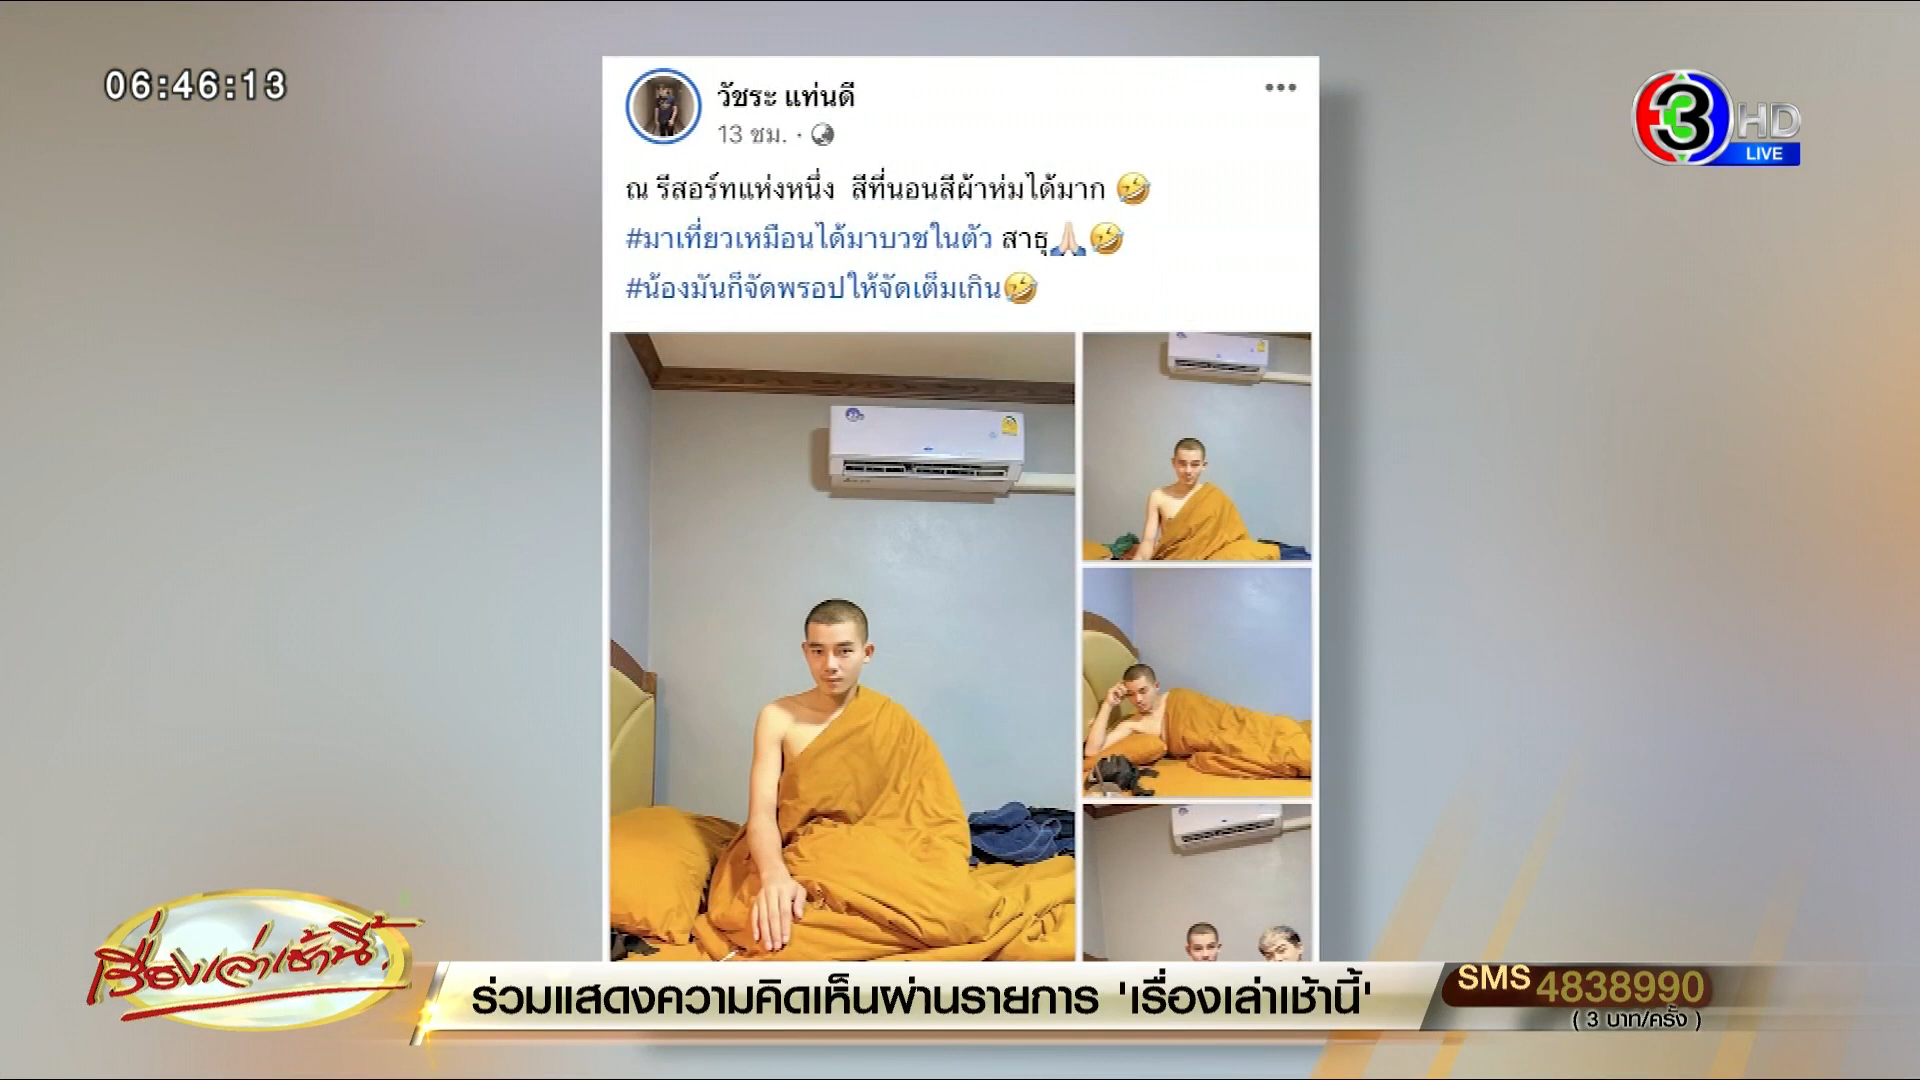 06:46:13
3 HD
LIVE
วัชระ แท่นดี
13 ชม. ·
ณ รีสอร์ทแห่งหนึ่ง สีที่นอนสีผ้าห่มได้มาก 🤣
#มาเที่ยวเหมือนได้มาบวชในตัว สาธุ🙏🏻🤣
#น้องมันก็จัดพรอปให้จัดเต็มเกิน🤣
เรื่องเล่าเช้านี้
ร่วมแสดงความคิดเห็นผ่านรายการ 'เรื่องเล่าเช้านี้'
SMS 4838990
( 3 บาท/ครั้ง )